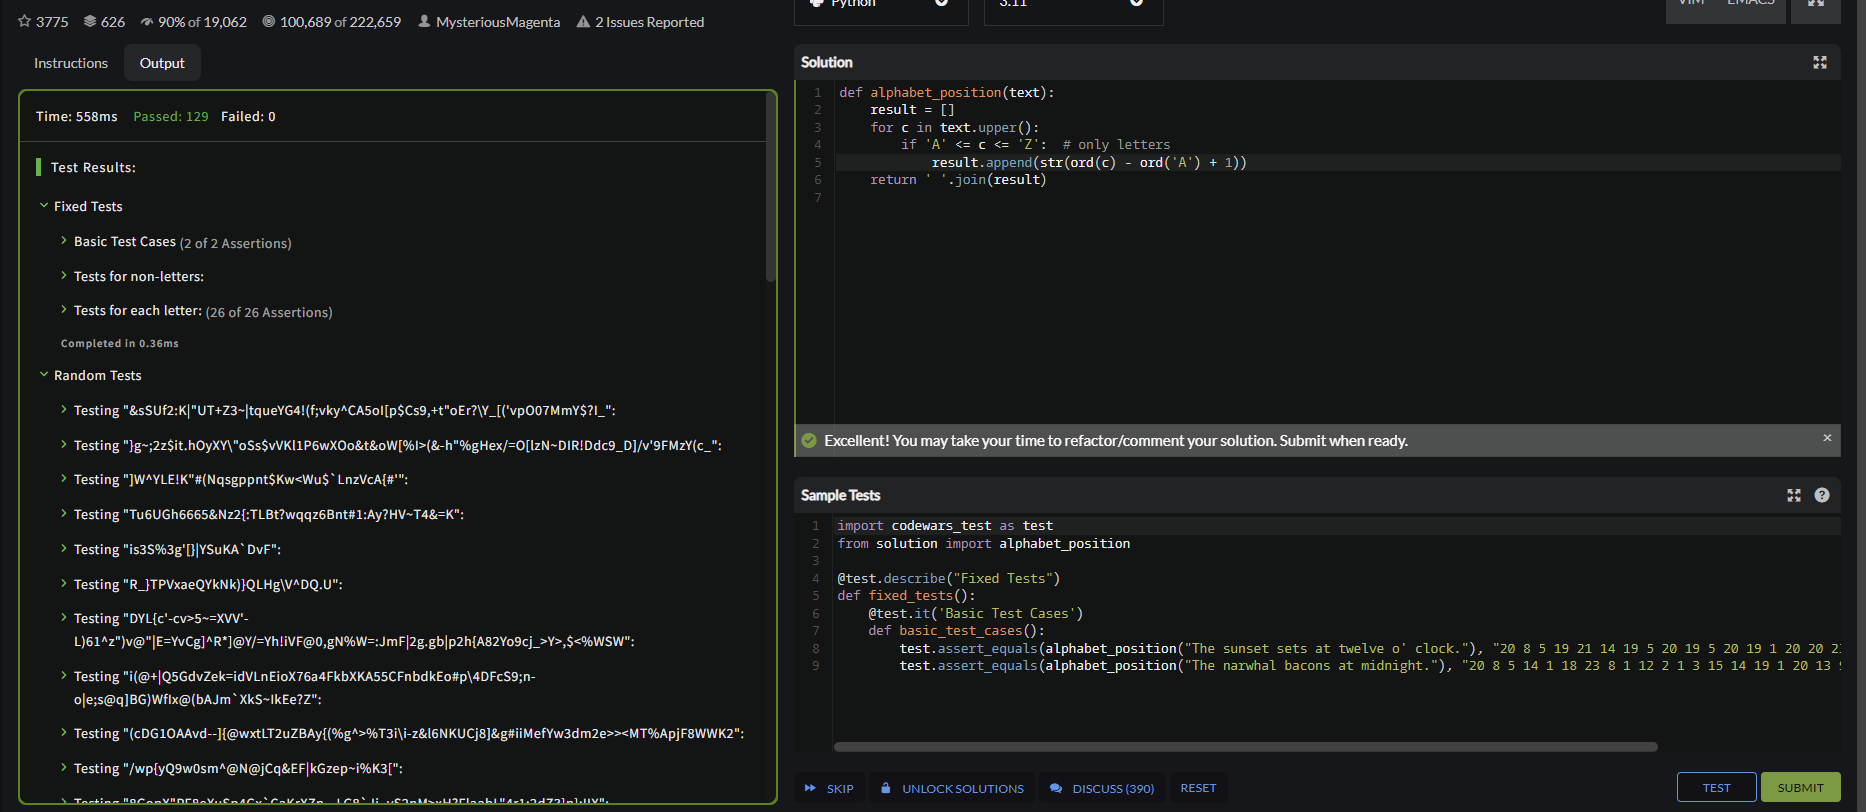 3775 626 90% of 19,062 100,689 of 222,659 MysteriousMagenta 2 Issues Reported
Python 3.11 VIM EMACS
Instructions Output
Time: 558ms Passed: 129 Failed: 0
Test Results:
Fixed Tests
Basic Test Cases (2 of 2 Assertions)
Tests for non-letters:
Tests for each letter: (26 of 26 Assertions)
Completed in 0.36ms
Random Tests
Testing "&sSUf2:K|"UT+Z3~|tqueYG4!(f;vky^CA5oI[p$Cs9,+t"oEr?\Y_[('vpO07MmY$?I_":
Testing "}g~;2z$it.hOyXY\"oSs$vVKl1P6wXOo&t&oW[%I>(&-h"%gHex/=O[lzN~DIR!Ddc9_D]/v'9FMzY(c_":
Testing "]W^YLE!K"#(Nqsgppnt$Kw<Wu$`LnzVcA{#'":
Testing "Tu6UGh6665&Nz2{:TLBt?wqqz6Bnt#1:Ay?HV~T4&=K":
Testing "is3S%3g'[}|YSuKA`DvF":
Testing "R_}TPVxaeQYkNk)}QLHg\V^DQ.U":
Testing "DYL{c'-cv>5~=XVV'-
L)61^z")v@"|E=YvCg]^R*]@Y/=Yh!iVF@0,gN%W=:JmF|2g.gb|p2h{A82Yo9cj_>Y>,$<%WSW":
Testing "i(@+|Q5GdvZek=idVLnEioX76a4FkbXKA55CFnbdkEo#p\4DFcS9;n-
o|e;s@q]BG)WfIx@(bAJm`XkS~IkEe?Z":
Testing "(cDG1OAAvd--]{@wxtLT2uZBAy{(%g^>%T3i\i-z&l6NKUCj8]&g#iiMefYw3dm2e>><MT%ApjF8WWK2":
Testing "/wp{yQ9w0sm^@N@jCq&EF|kGzep~i%K3[":
Solution
1 def alphabet_position(text):
2 result = []
3 for c in text.upper():
4 if 'A' <= c <= 'Z': # only letters
5 result.append(str(ord(c) - ord('A') + 1))
6 return ' '.join(result)
7
Excellent! You may take your time to refactor/comment your solution. Submit when ready.
Sample Tests
1 import codewars_test as test
2 from solution import alphabet_position
3
4 @test.describe("Fixed Tests")
5 def fixed_tests():
6 @test.it('Basic Test Cases')
7 def basic_test_cases():
8 test.assert_equals(alphabet_position("The sunset sets at twelve o' clock."), "20 8 5 19 21 14 19 5 20 19 5 20 19 1 20 20 2
9 test.assert_equals(alphabet_position("The narwhal bacons at midnight."), "20 8 5 14 1 18 23 8 1 12 2 1 3 15 14 19 1 20 13
SKIP UNLOCK SOLUTIONS DISCUSS (390) RESET TEST SUBMIT